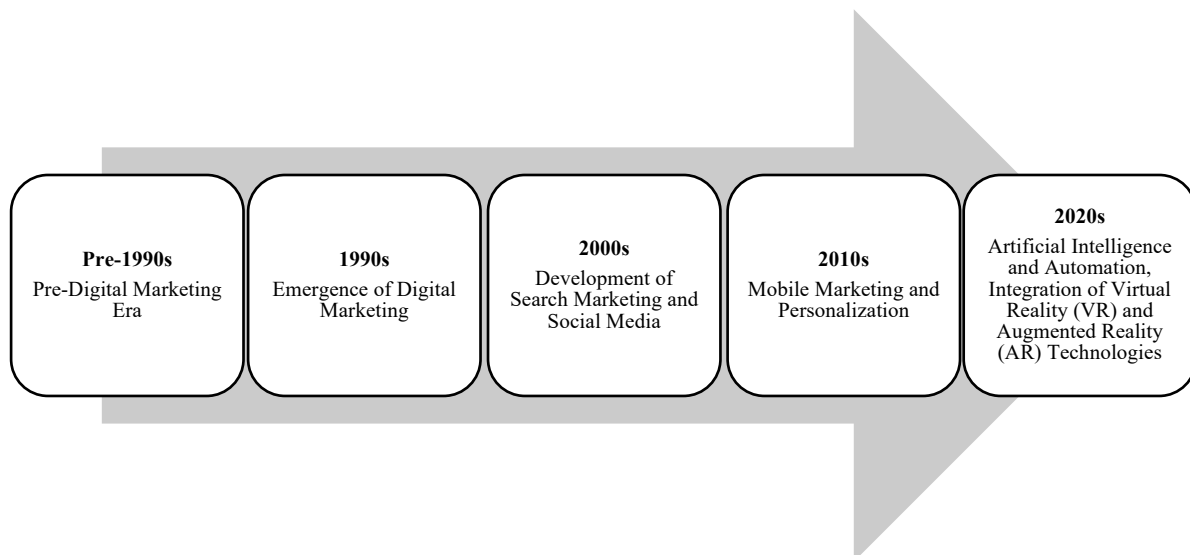 Pre-1990s
Pre-Digital Marketing
Era
1990s
Emergence of Digital
Marketing
2000s
Development of
Search Marketing and
Social Media
2010s
Mobile Marketing and
Personalization
2020s
Artificial Intelligence
and Automation,
Integration of Virtual
Reality (VR) and
Augmented Reality
(AR) Technologies